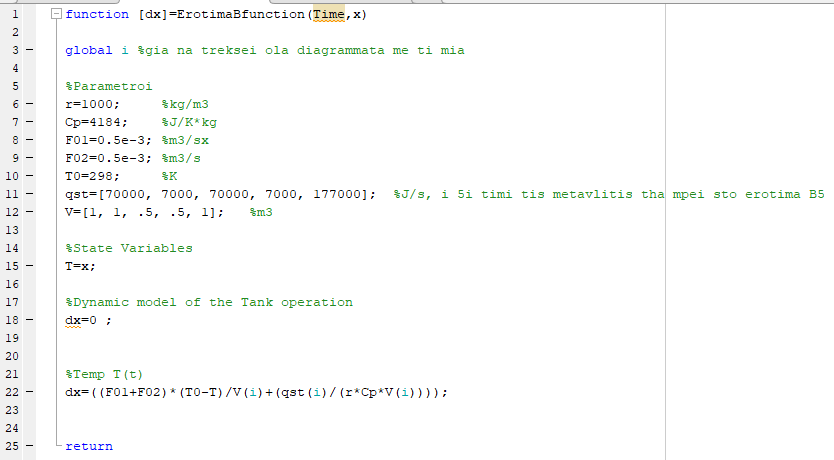 1 function [dx]=ErotimaBfunction(Time,x)
2
3 global i %gia na treksei ola diagrammata me ti mia
4
5 %Parametroi
6 r=1000; %kg/m3
7 Cp=4184; %J/K*kg
8 F01=0.5e-3; %m3/sx
9 F02=0.5e-3; %m3/s
10 T0=298; %K
11 qst=[70000, 7000, 70000, 7000, 177000]; %J/s, i 5i timi tis metavlitis tha mpei sto erotima B5
12 V=[1, 1, .5, .5, 1]; %m3
13
14 %State Variables
15 T=x;
16
17 %Dynamic model of the Tank operation
18 dx=0 ;
19
20
21 %Temp T(t)
22 dx=((F01+F02)*(T0-T)/V(i)+(qst(i)/(r*Cp*V(i))));
23
24
25 return